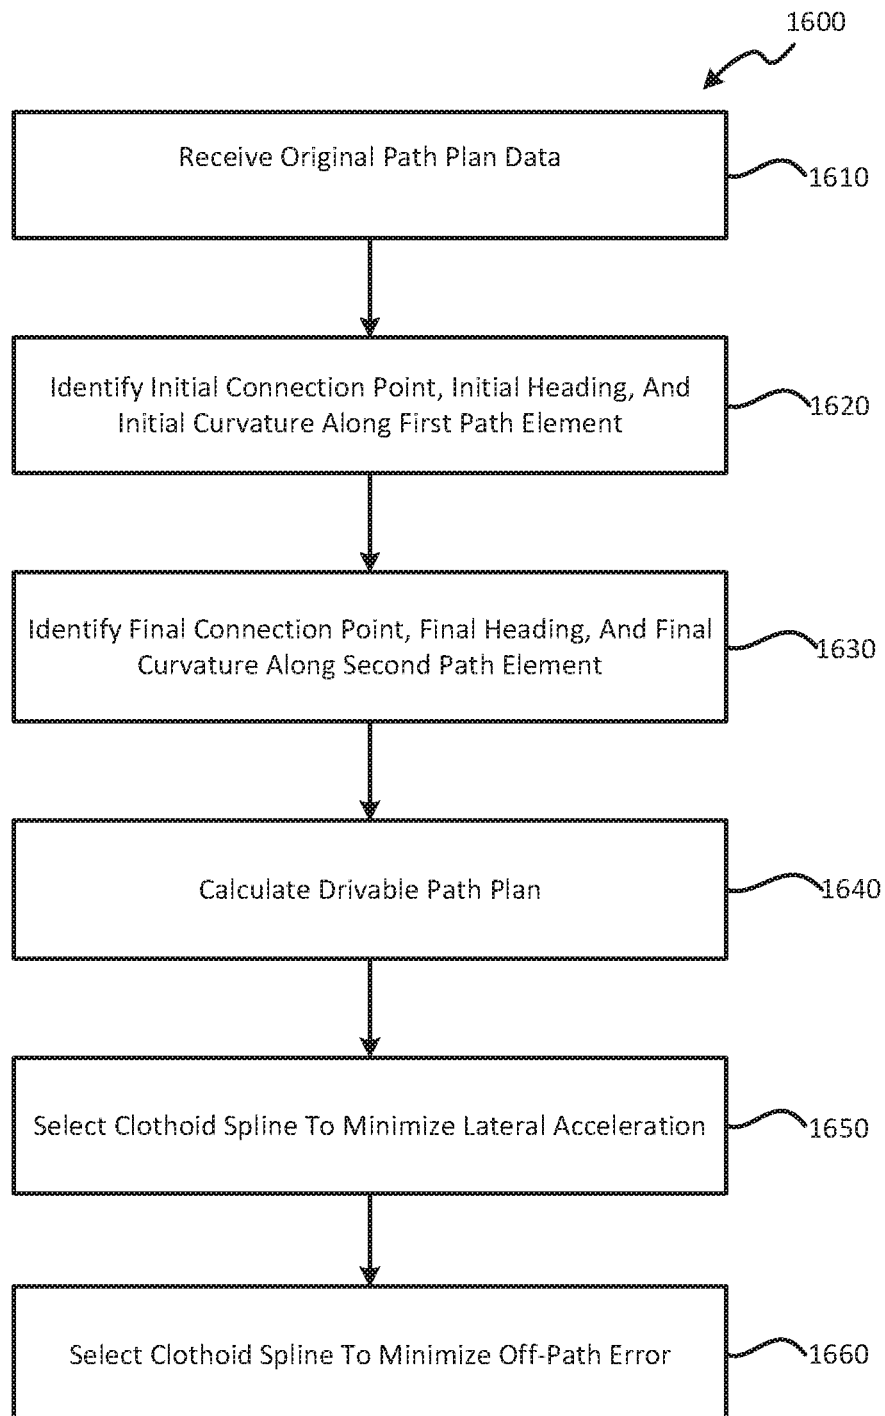 1600
Receive Original Path Plan Data
1610
Identify Initial Connection Point, Initial Heading, And
Initial Curvature Along First Path Element
1620
Identify Final Connection Point, Final Heading, And Final
Curvature Along Second Path Element
1630
Calculate Drivable Path Plan
1640
Select Clothoid Spline To Minimize Lateral Acceleration
1650
Select Clothoid Spline To Minimize Off-Path Error
1660